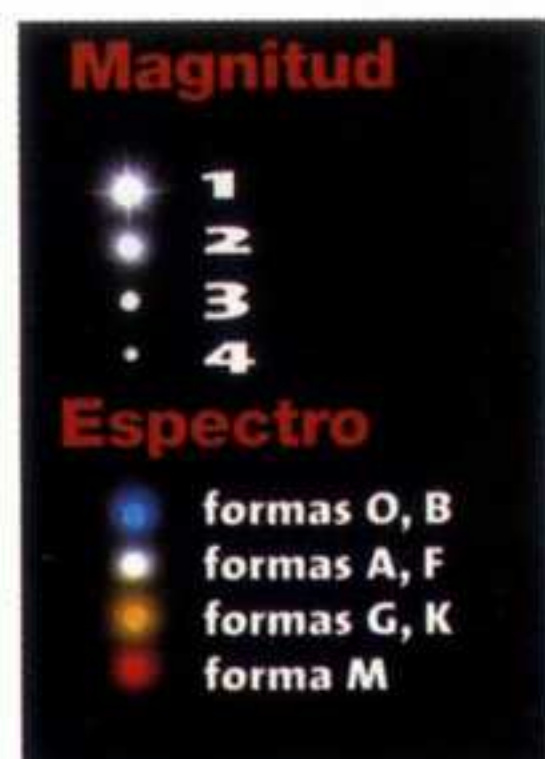 Magnitud
1
2
3
4
Espectro
formas O, B
formas A, F
formas G, K
forma M